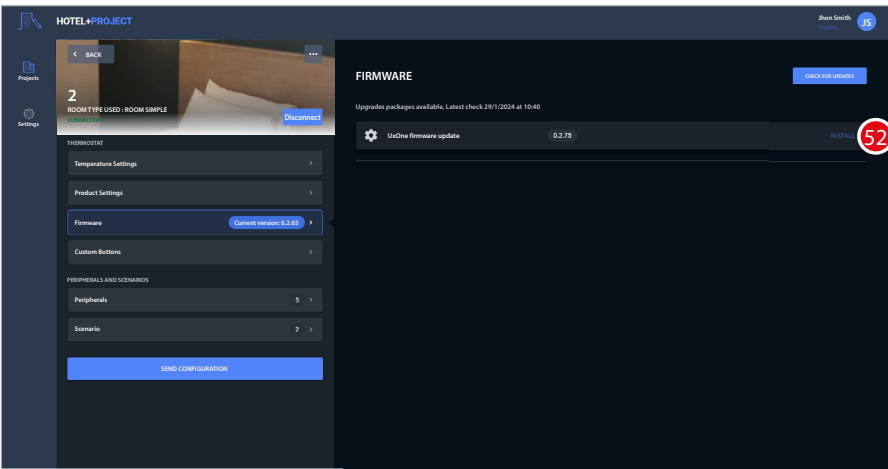 HOTEL+PROJECT
Jhon Smith
Logout
JS
Projects
Settings
BACK
...
2
ROOM TYPE USED : ROOM SIMPLE
CONNECTED
Disconnect
THERMOSTAT
Temperature Settings
Product Settings
Firmware Current version: 0.2.65
Custom Buttons
PERIPHERALS AND SCENARIOS
Peripherals 5
Scenario 2
SEND CONFIGURATION
FIRMWARE
CHECK FOR UPDATES
Upgrades packages available. Latest check 29/1/2024 at 10:40
UxOne firmware update 0.2.75 INSTALL
52